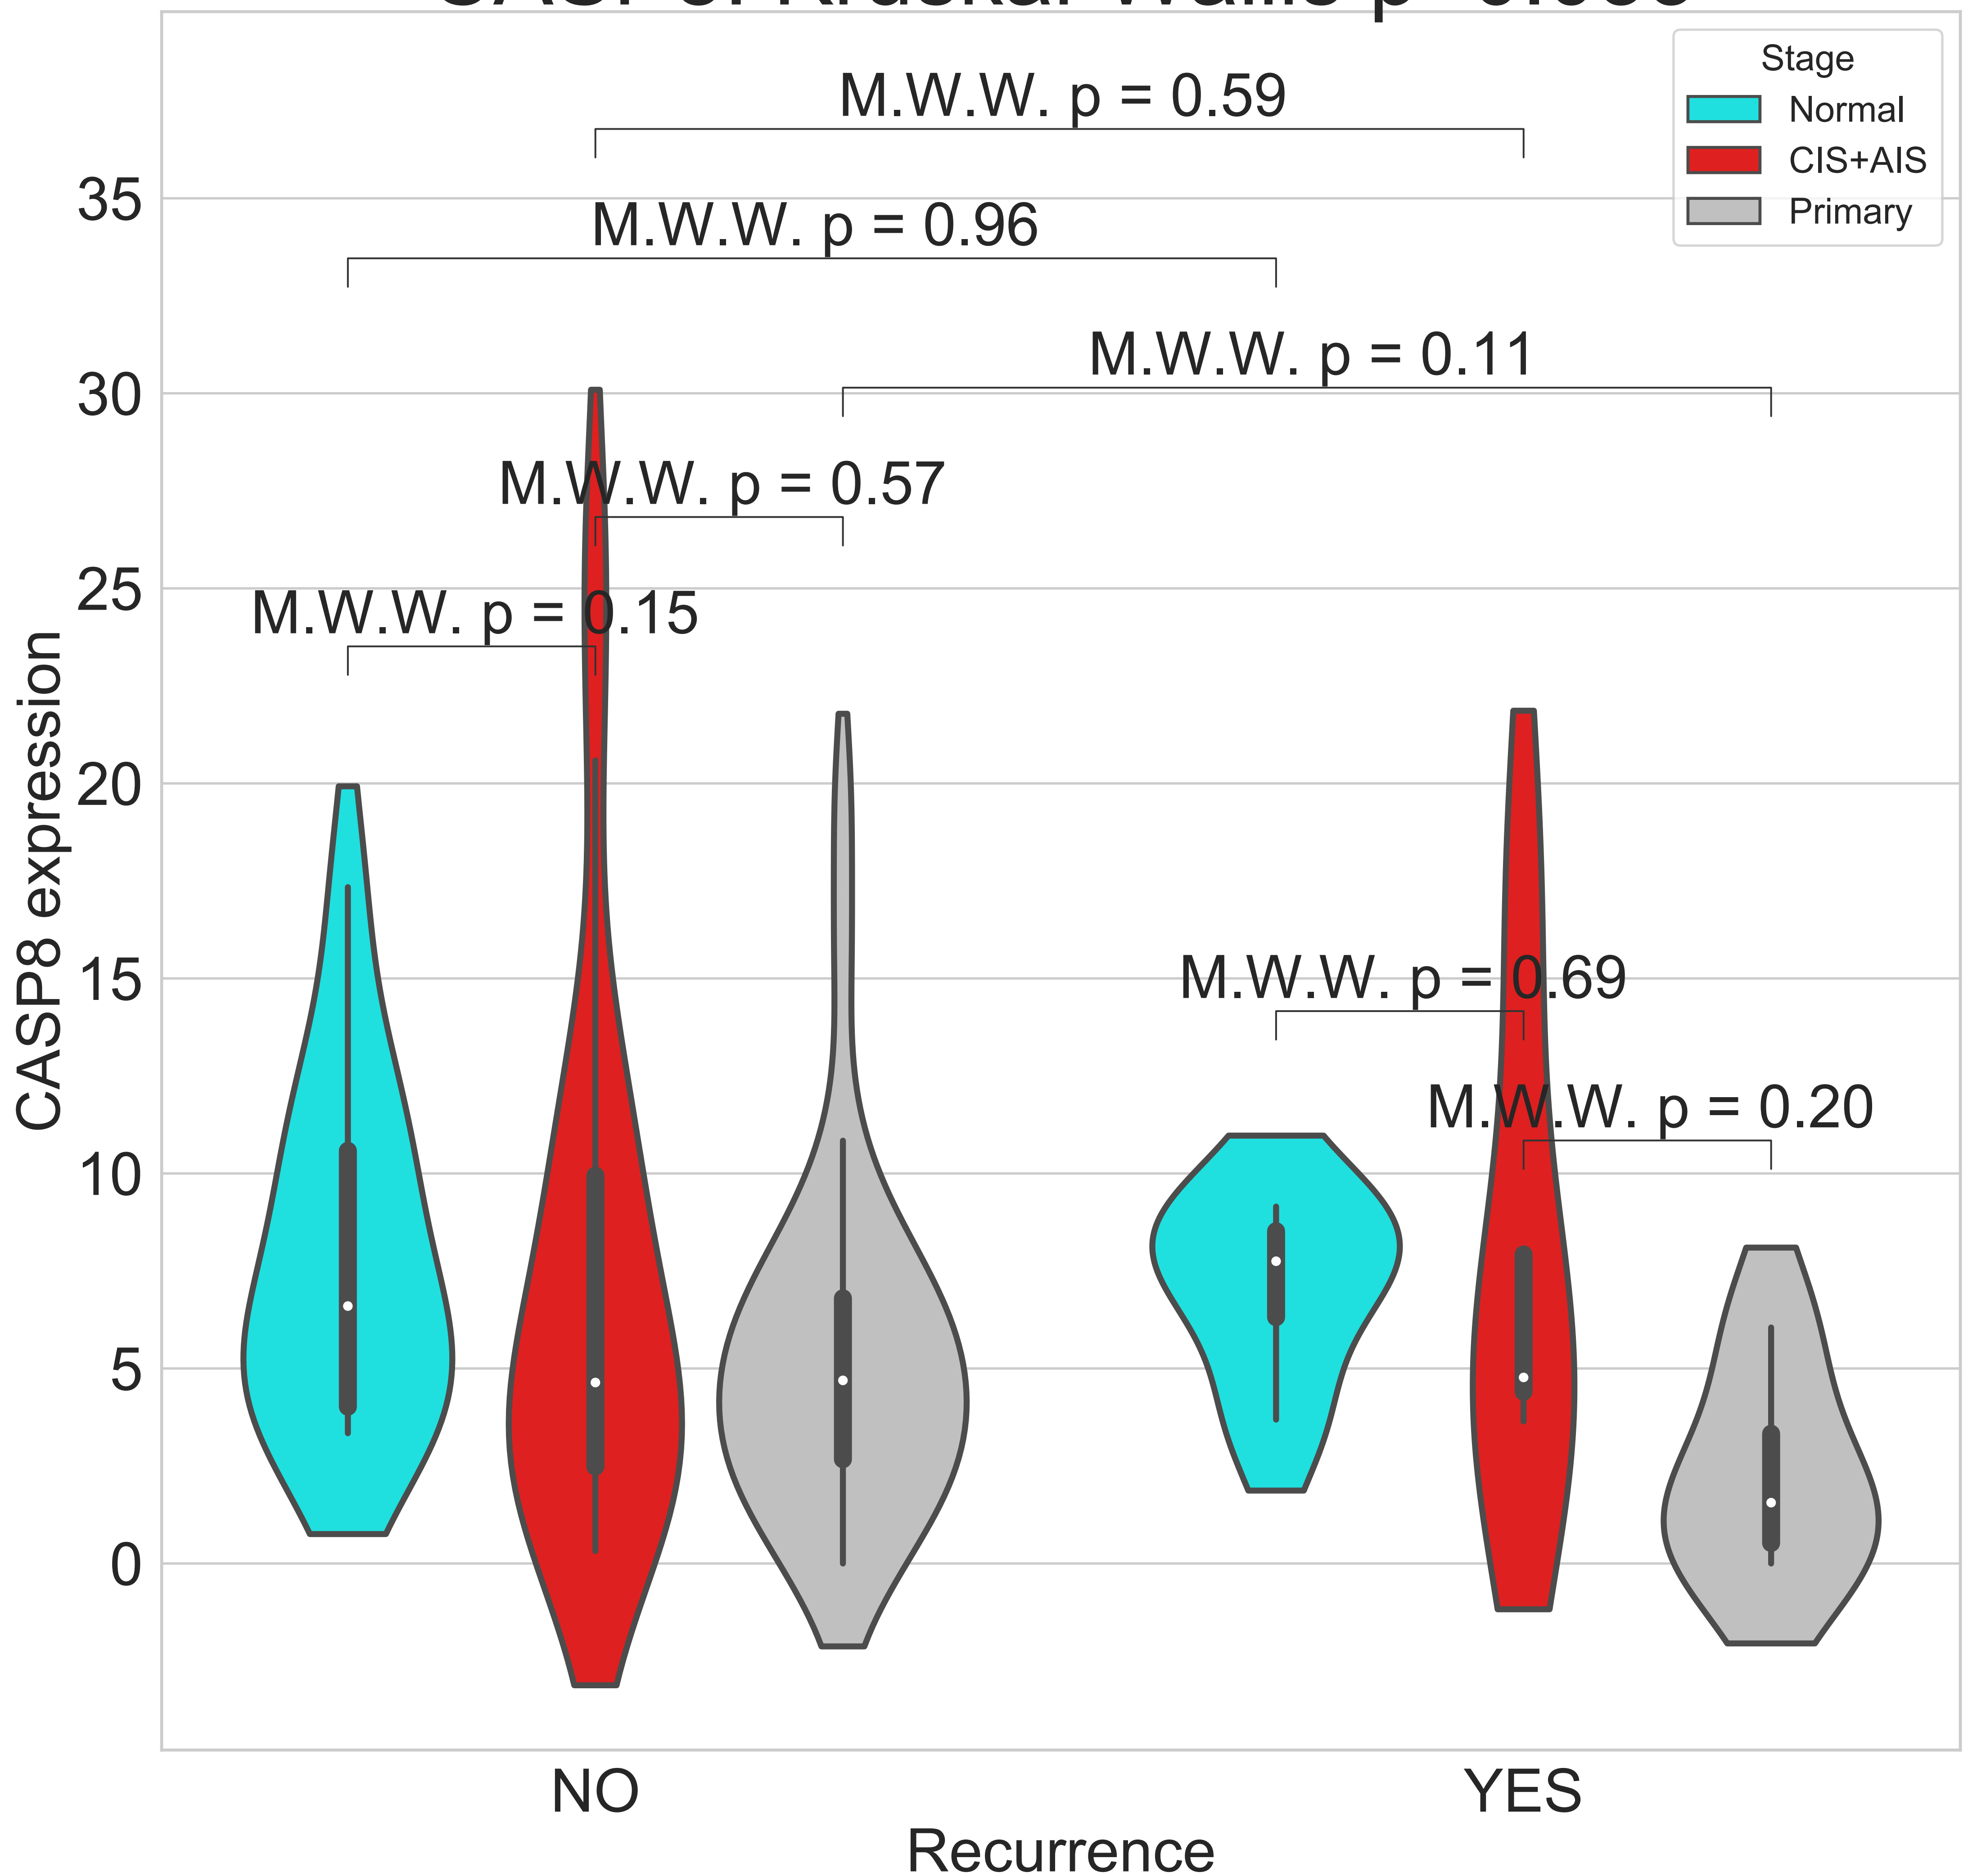 Stage
Normal
CIS+AIS
Primary
M.W.W. p = 0.59
M.W.W. p = 0.96
M.W.W. p = 0.11
M.W.W. p = 0.57
M.W.W. p = 0.15
M.W.W. p = 0.69
M.W.W. p = 0.20
35
30
25
20
15
10
5
0
CASP8 expression
NO
YES
Recurrence